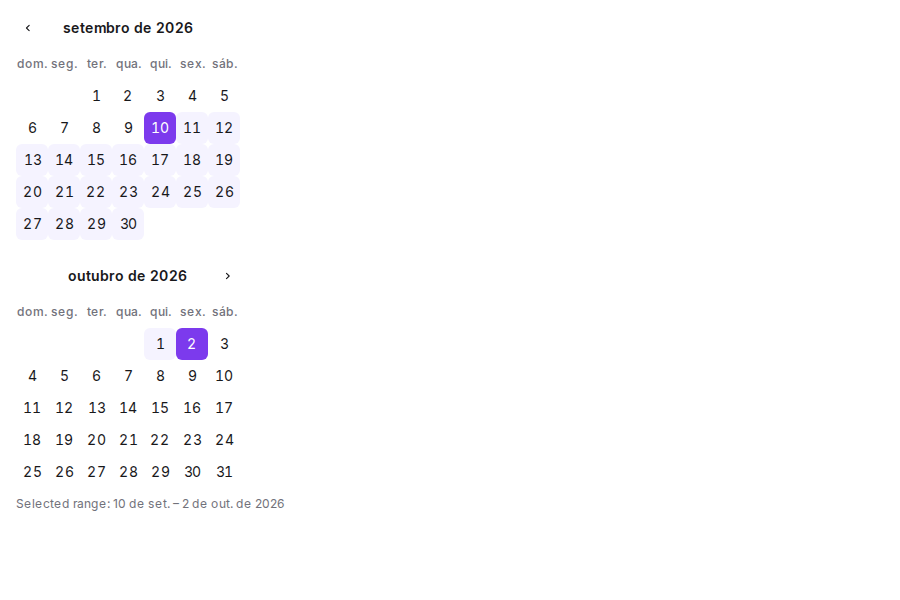 setembro de 2026
dom. seg. ter. qua. qui. sex. sáb.
1 2 3 4 5
6 7 8 9 10 11 12
13 14 15 16 17 18 19
20 21 22 23 24 25 26
27 28 29 30
outubro de 2026
dom. seg. ter. qua. qui. sex. sáb.
1 2 3
4 5 6 7 8 9 10
11 12 13 14 15 16 17
18 19 20 21 22 23 24
25 26 27 28 29 30 31
Selected range: 10 de set. – 2 de out. de 2026